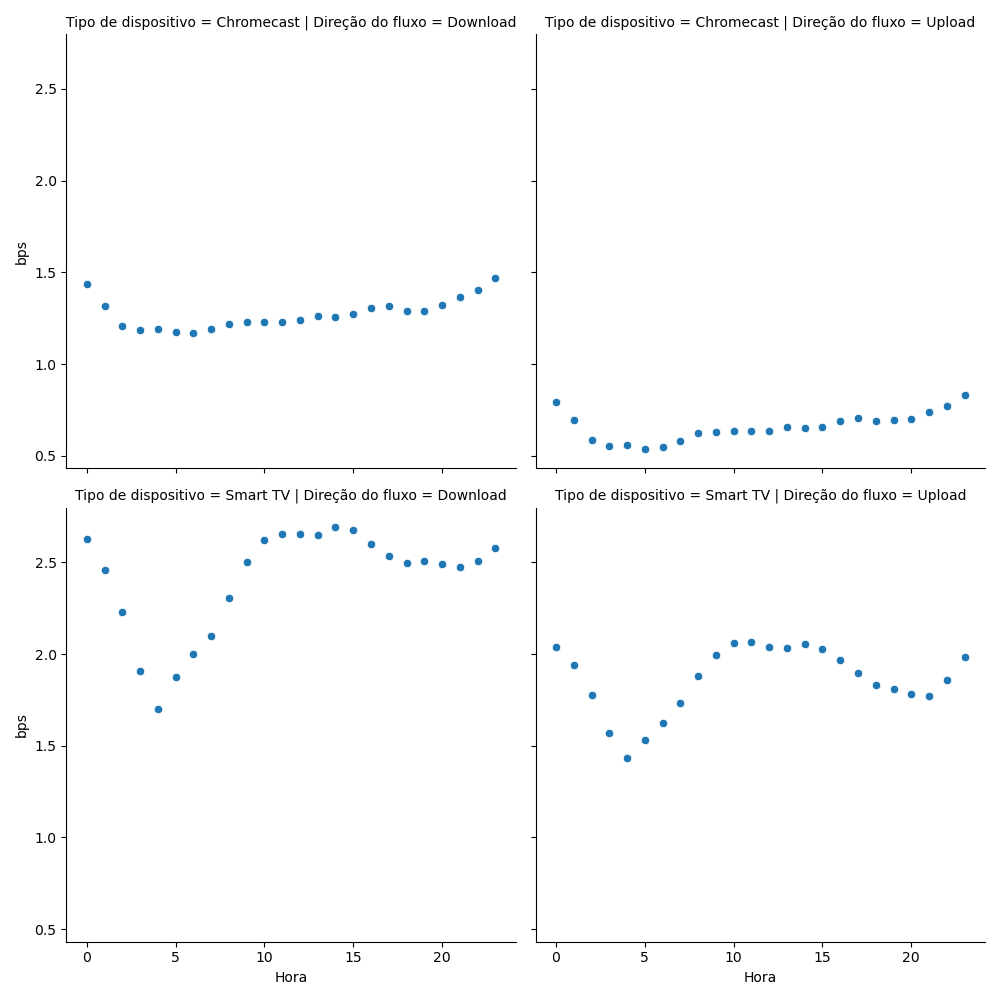 Tipo de dispositivo = Chromecast | Direção do fluxo = Download
Tipo de dispositivo = Chromecast | Direção do fluxo = Upload
2.5
2.0
1.5
1.0
0.5
bps
Tipo de dispositivo = Smart TV | Direção do fluxo = Download
Tipo de dispositivo = Smart TV | Direção do fluxo = Upload
2.5
2.0
1.5
1.0
0.5
bps
0 5 10 15 20
Hora
0 5 10 15 20
Hora